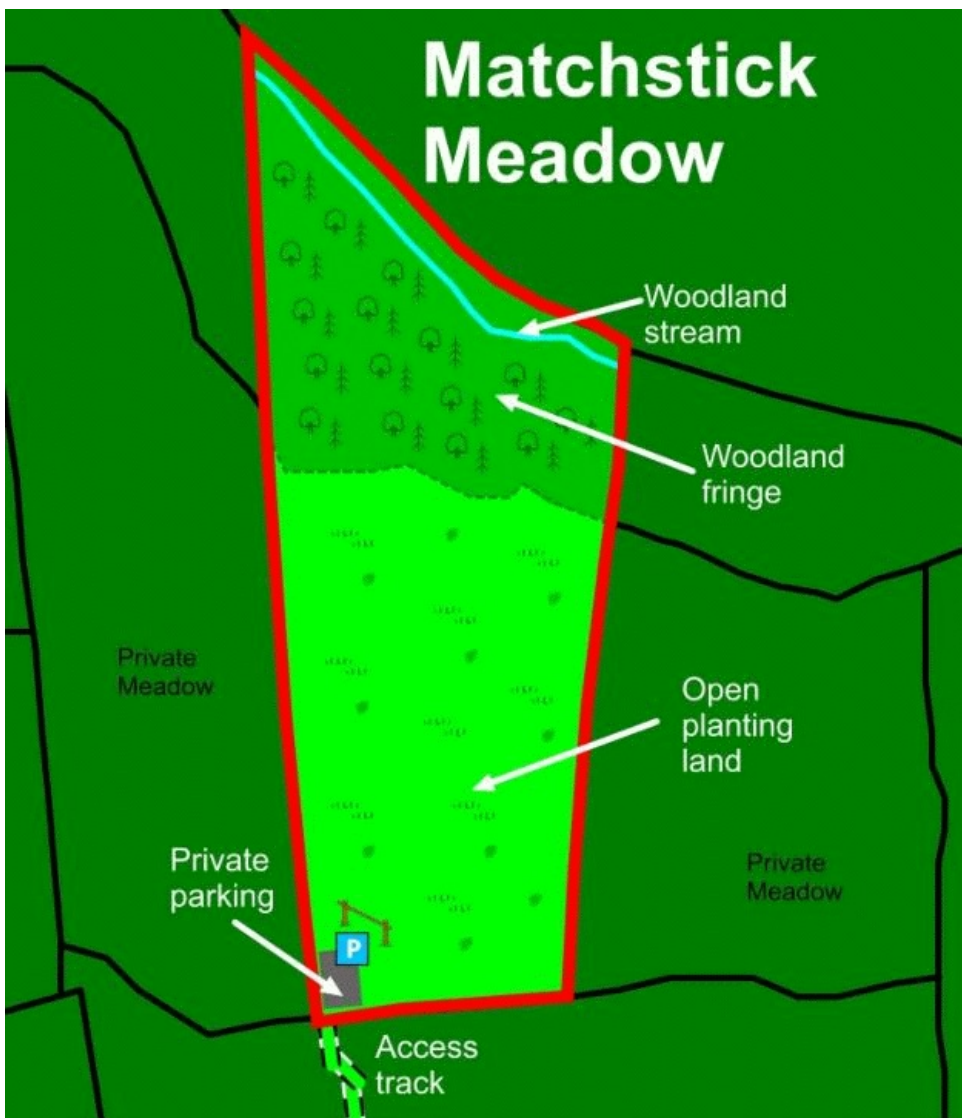 Matchstick
Meadow
Woodland
stream
Woodland
fringe
Private
Meadow
Open
planting
land
Private
parking
Private
Meadow
P
Access
track